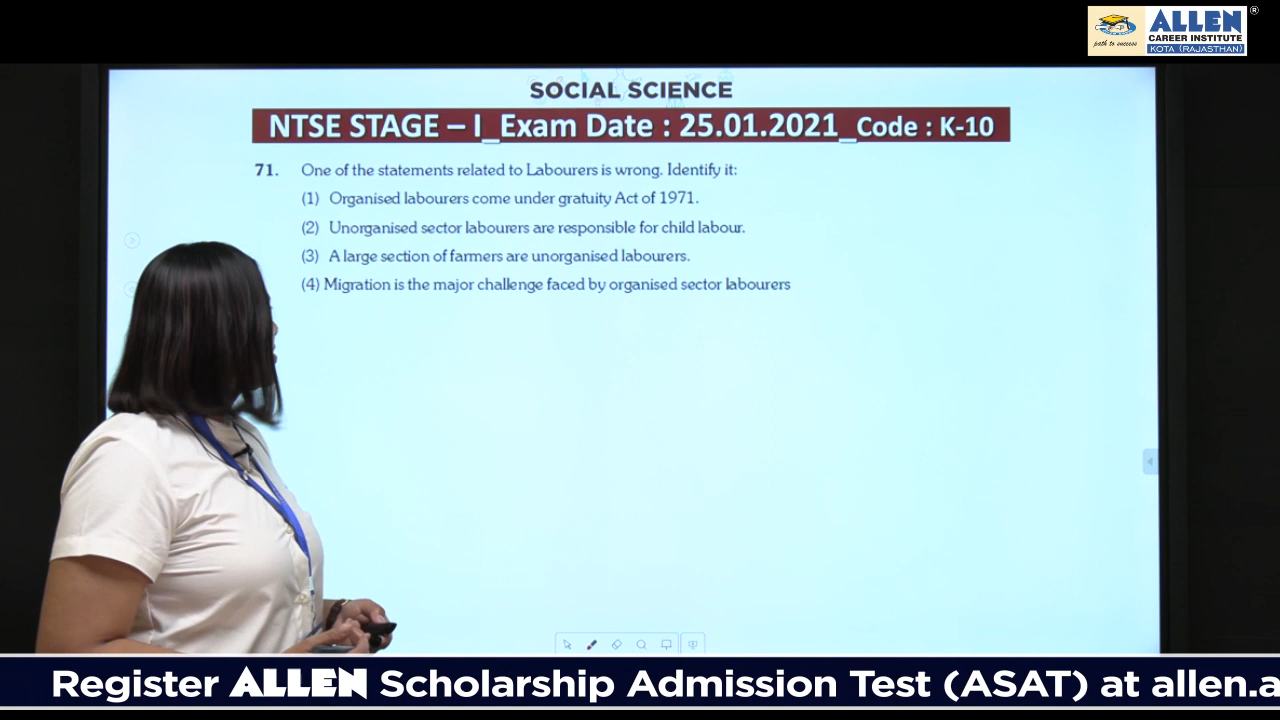 ALLEN
CAREER INSTITUTE
KOTA (RAJASTHAN)
path to success
®
SOCIAL SCIENCE
NTSE STAGE – I_Exam Date : 25.01.2021_Code : K-10
71. One of the statements related to Labourers is wrong. Identify it:
(1) Organised labourers come under gratuity Act of 1971.
(2) Unorganised sector labourers are responsible for child labour.
(3) A large section of farmers are unorganised labourers.
(4) Migration is the major challenge faced by organised sector labourers
Register ALLEN Scholarship Admission Test (ASAT) at allen.a